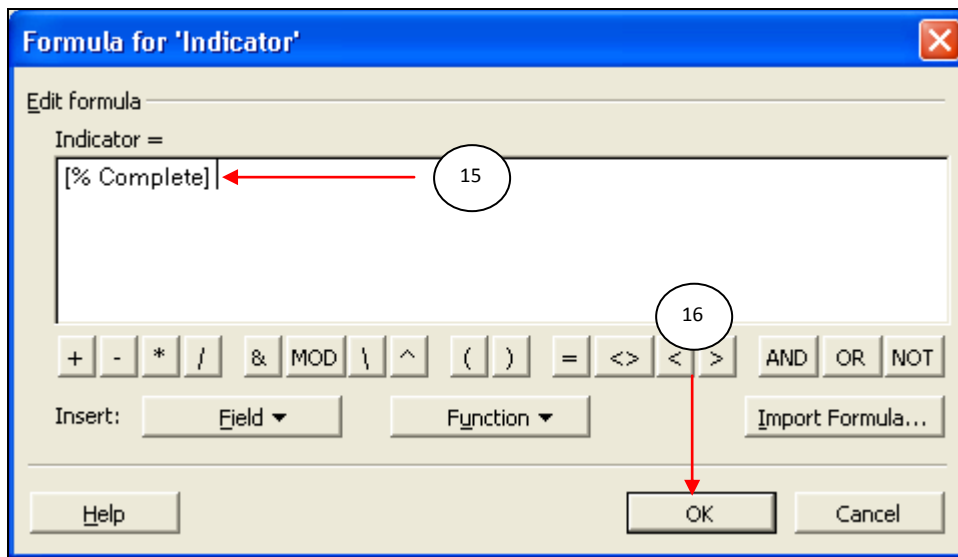 Formula for 'Indicator'
Edit formula
Indicator =
[% Complete]
15
16
+ - * / & MOD \ ^ ( ) = <> < > AND OR NOT
Insert: Field Function Import Formula...
Help OK Cancel